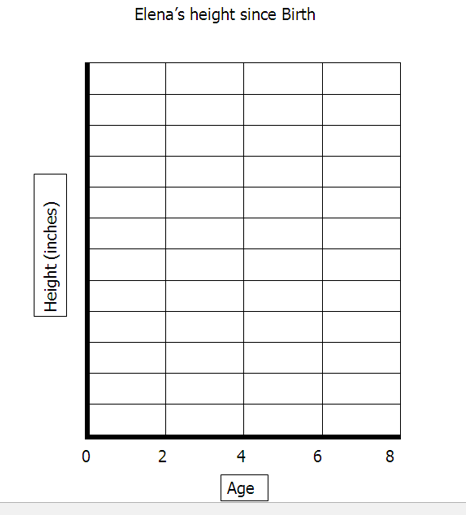 Elena’s height since Birth
Height (inches)
0 2 4 6 8
Age